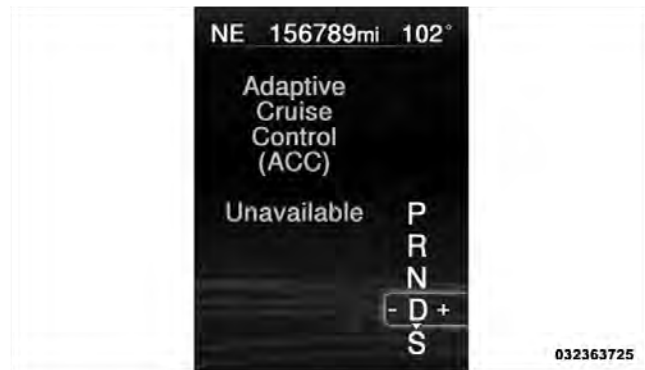 NE 156789mi 102°
Adaptive
Cruise
Control
(ACC)
Unavailable
P
R
N
- D +
S
032363725